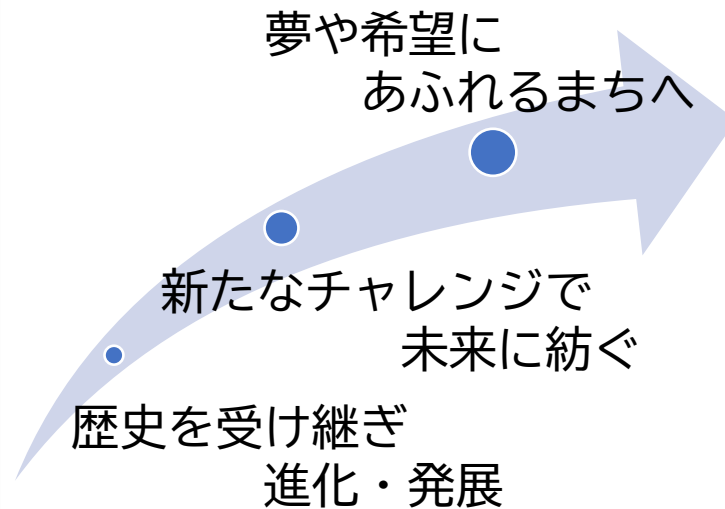 夢や希望に
あふれるまちへ
新たなチャレンジで
未来に紡ぐ
歴史を受け継ぎ
進化・発展